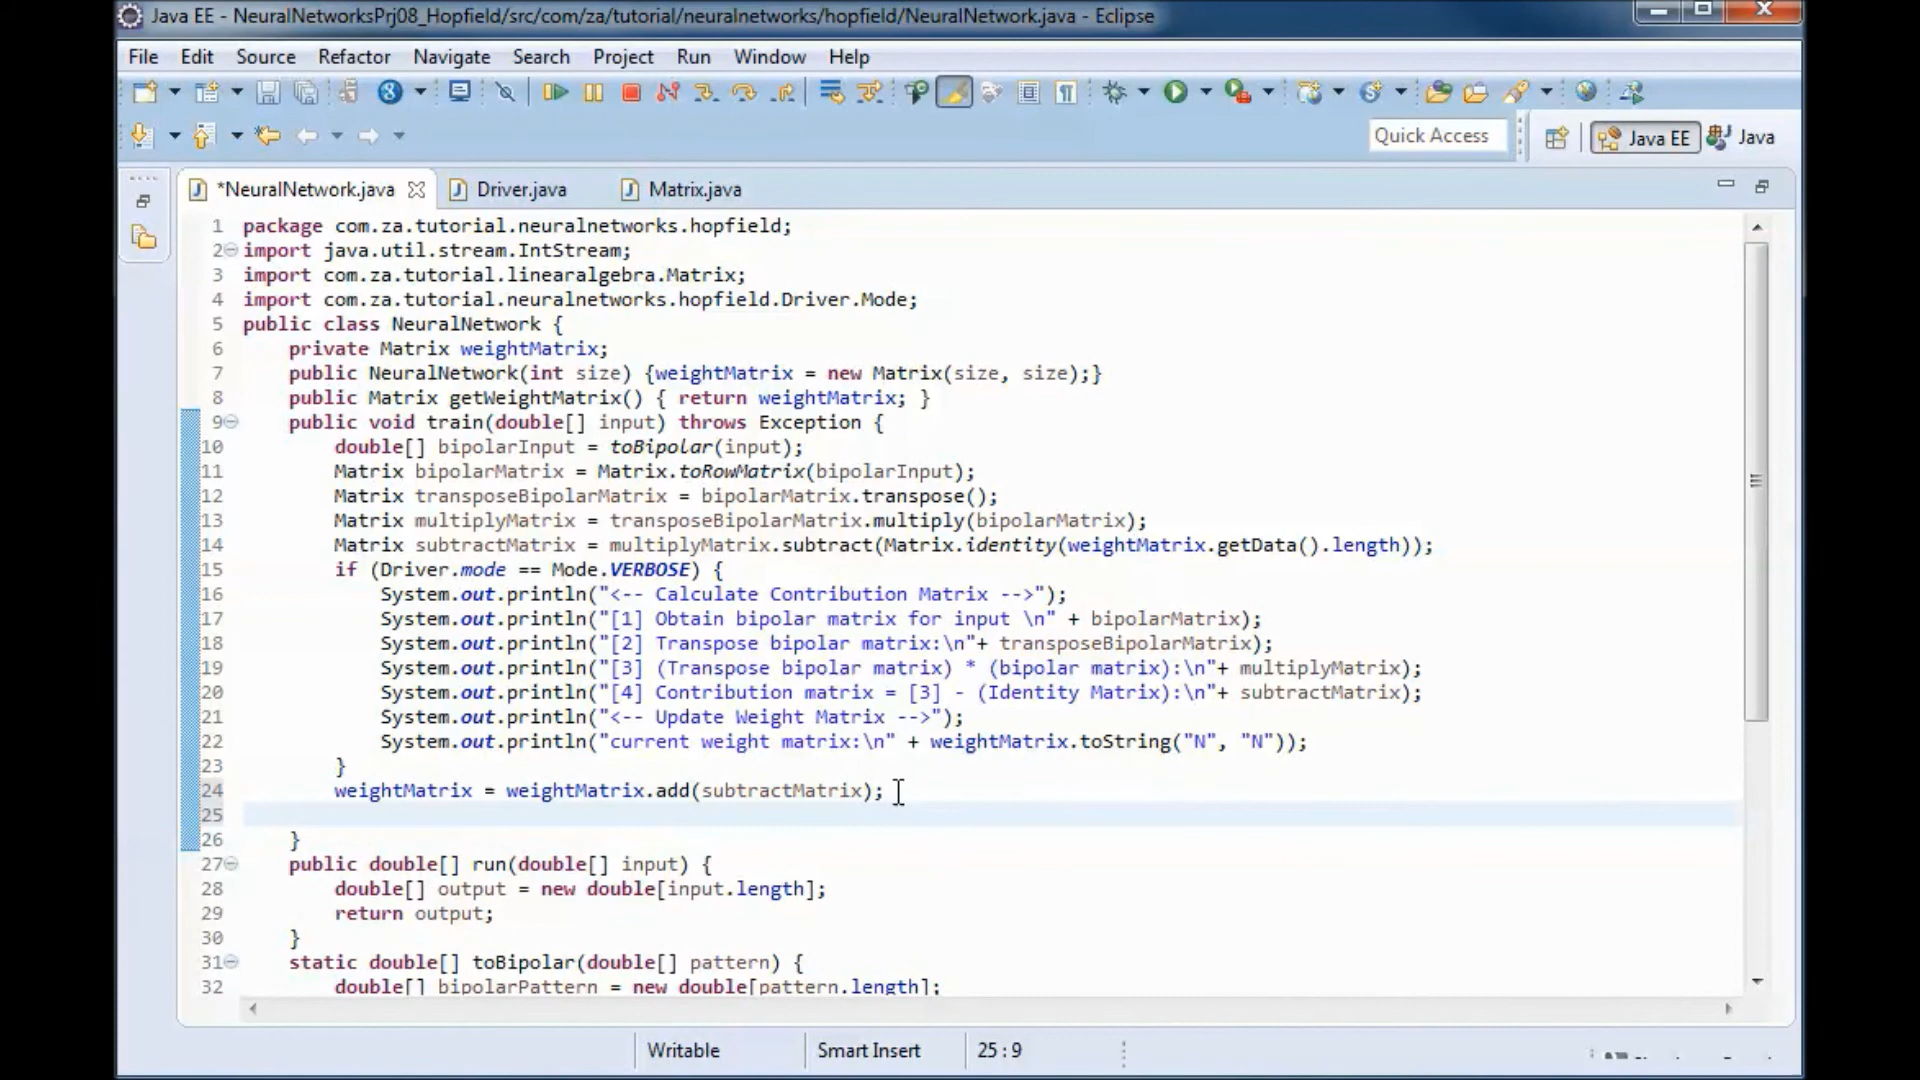 Java EE - NeuralNetworksPrj08_Hopfield/src/com/za/tutorial/neuralnetworks/hopfield/NeuralNetwork.java - Eclipse
File Edit Source Refactor Navigate Search Project Run Window Help
Quick Access Java EE Java
*NeuralNetwork.java Driver.java Matrix.java
1 package com.za.tutorial.neuralnetworks.hopfield;
2 import java.util.stream.IntStream;
3 import com.za.tutorial.linearalgebra.Matrix;
4 import com.za.tutorial.neuralnetworks.hopfield.Driver.Mode;
5 public class NeuralNetwork {
6 private Matrix weightMatrix;
7 public NeuralNetwork(int size) {weightMatrix = new Matrix(size, size);}
8 public Matrix getWeightMatrix() { return weightMatrix; }
9 public void train(double[] input) throws Exception {
10 double[] bipolarInput = toBipolar(input);
11 Matrix bipolarMatrix = Matrix.toRowMatrix(bipolarInput);
12 Matrix transposeBipolarMatrix = bipolarMatrix.transpose();
13 Matrix multiplyMatrix = transposeBipolarMatrix.multiply(bipolarMatrix);
14 Matrix subtractMatrix = multiplyMatrix.subtract(Matrix.identity(weightMatrix.getData().length));
15 if (Driver.mode == Mode.VERBOSE) {
16 System.out.println("<-- Calculate Contribution Matrix -->");
17 System.out.println("[1] Obtain bipolar matrix for input \n" + bipolarMatrix);
18 System.out.println("[2] Transpose bipolar matrix:\n"+ transposeBipolarMatrix);
19 System.out.println("[3] (Transpose bipolar matrix) * (bipolar matrix):\n"+ multiplyMatrix);
20 System.out.println("[4] Contribution matrix = [3] - (Identity Matrix):\n"+ subtractMatrix);
21 System.out.println("<-- Update Weight Matrix -->");
22 System.out.println("current weight matrix:\n" + weightMatrix.toString("N", "N"));
23 }
24 weightMatrix = weightMatrix.add(subtractMatrix);
25
26 }
27 public double[] run(double[] input) {
28 double[] output = new double[input.length];
29 return output;
30 }
31 static double[] toBipolar(double[] pattern) {
32 double[] bipolarPattern = new double[pattern.length];
Writable Smart Insert 25 : 9